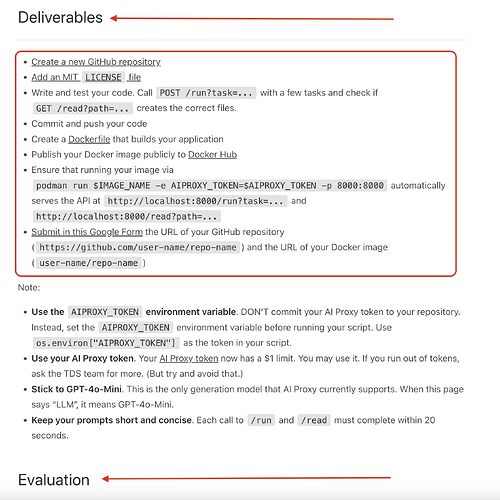 Deliverables
• Create a new GitHub repository
• Add an MIT LICENSE file
• Write and test your code. Call POST /run?task=... with a few tasks and check if
GET /read?path=... creates the correct files.
• Commit and push your code
• Create a Dockerfile that builds your application
• Publish your Docker image publicly to Docker Hub
• Ensure that running your image via
podman run $IMAGE_NAME -e AIPROXY_TOKEN=$AIPROXY_TOKEN -p 8000:8000 automatically
serves the API at http://localhost:8000/run?task=... and
http://localhost:8000/read?path=...
• Submit in this Google Form the URL of your GitHub repository
( https://github.com/user-name/repo-name ) and the URL of your Docker image
( user-name/repo-name )
Note:
• Use the AIPROXY_TOKEN environment variable. DON'T commit your AI Proxy token to your repository.
Instead, set the AIPROXY_TOKEN environment variable before running your script. Use
os.environ["AIPROXY_TOKEN"] as the token in your script.
• Use your AI Proxy token. Your AI Proxy token now has a $1 limit. You may use it. If you run out of tokens,
ask the TDS team for more. (But try and avoid that.)
• Stick to GPT-4o-Mini. This is the only generation model that AI Proxy currently supports. When this page
says "LLM", it means GPT-4o-Mini.
• Keep your prompts short and concise. Each call to /run and /read must complete within 20
seconds.
Evaluation